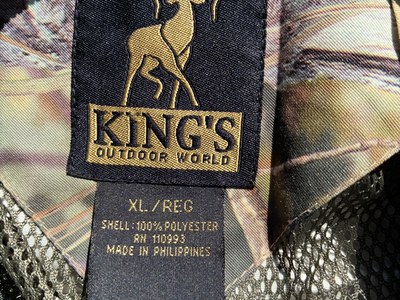 KING'S
OUTDOOR WORLD
XL/REG
SHELL: 100% POLYESTER
RN 110993
MADE IN PHILIPPINES